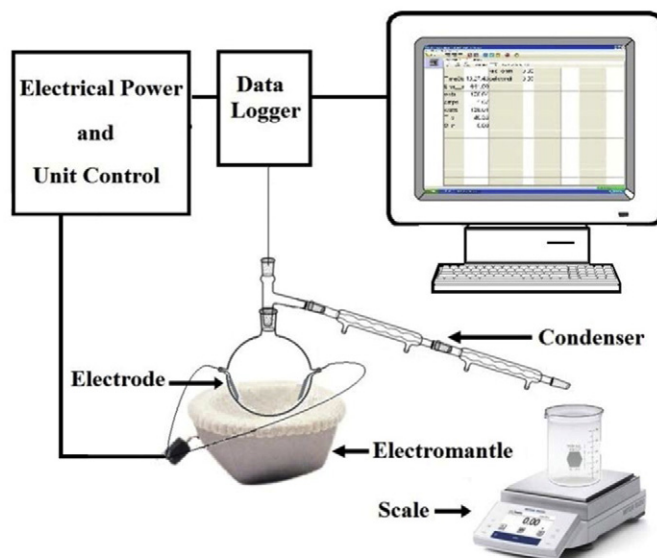 Electrical Power
and
Unit Control
Data
Logger
Condenser
Electrode
Electromantle
Scale
0.00